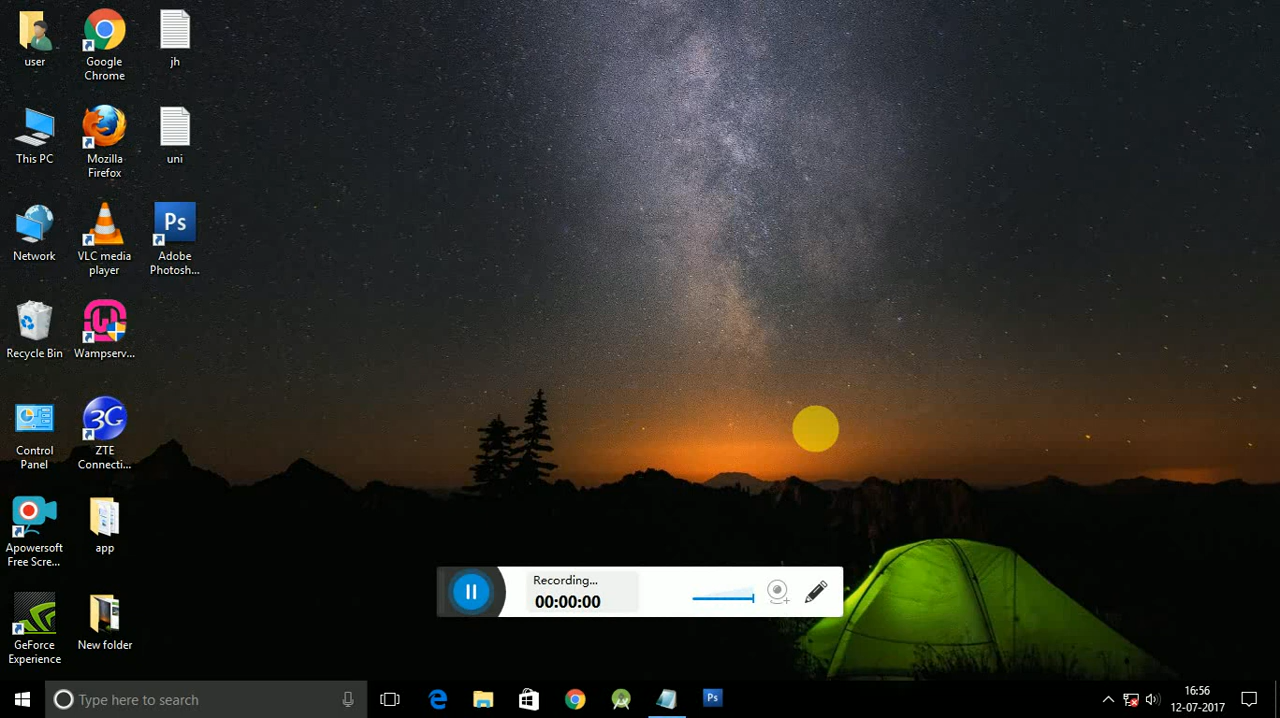 user
Google
Chrome
jh
This PC
Mozilla
Firefox
uni
Network
VLC media
player
Ps
Adobe
Photosh...
Recycle Bin
Wampserv...
Control
Panel
3G
ZTE
Connecti...
Apowersoft
Free Scre...
app
GeForce
Experience
New folder
Recording...
00:00:00
Type here to search
Ps
16:56
12-07-2017